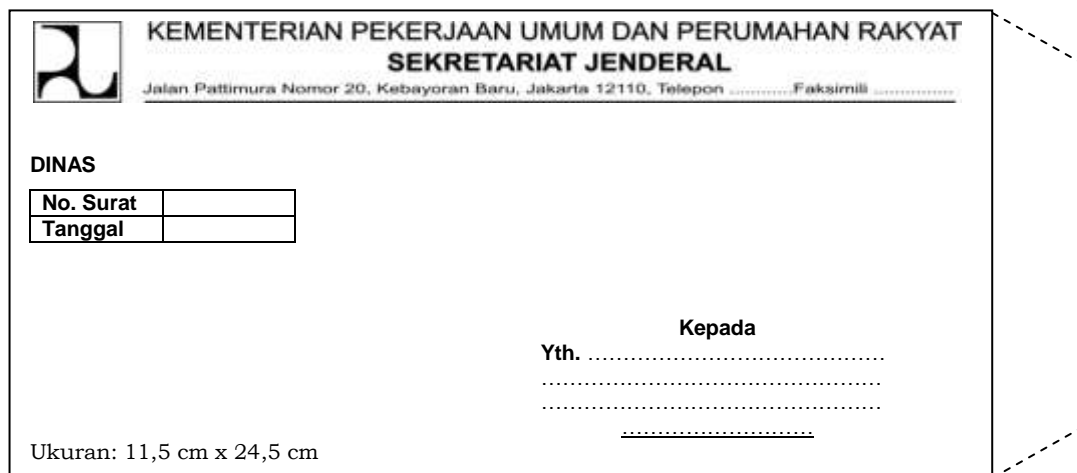 KEMENTERIAN PEKERJAAN UMUM DAN PERUMAHAN RAKYAT
SEKRETARIAT JENDERAL
Jalan Pattimura Nomor 20, Kebayoran Baru, Jakarta 12110, Telepon ............Faksimili ...............
DINAS
No. Surat
Tanggal
Kepada
Yth. ……………………………………
…………………………………………
…………………………………………
………………………
Ukuran: 11,5 cm x 24,5 cm